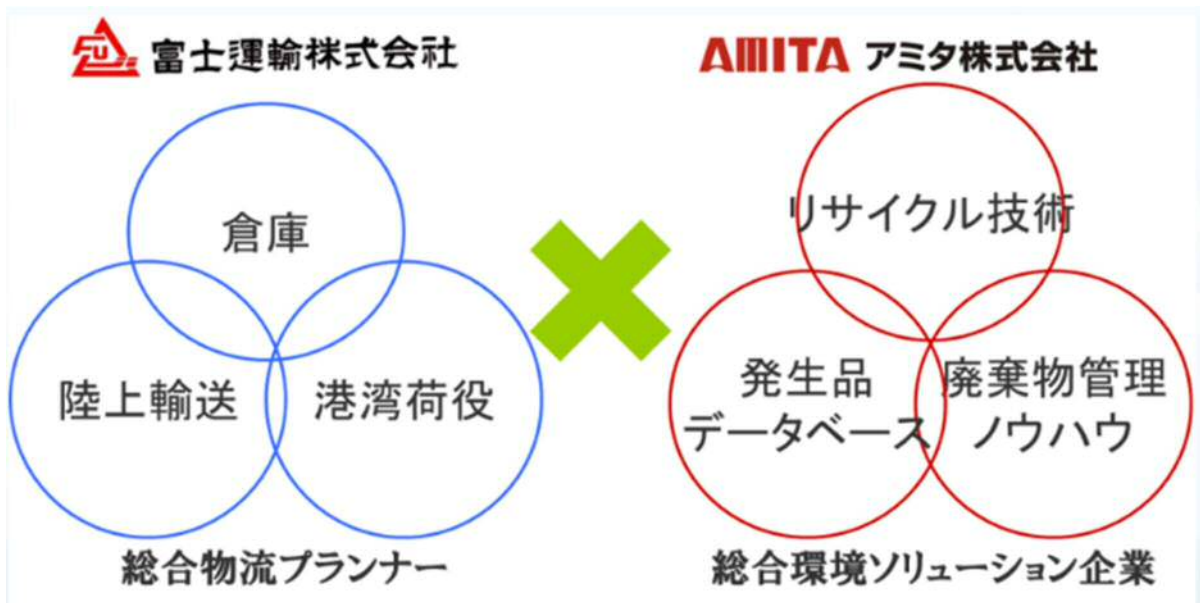 FU 富士運輸株式会社
AMITA アミタ株式会社
倉庫
陸上輸送
港湾荷役
総合物流プランナー
リサイクル技術
発生品
データベース
廃棄物管理
ノウハウ
総合環境ソリューション企業